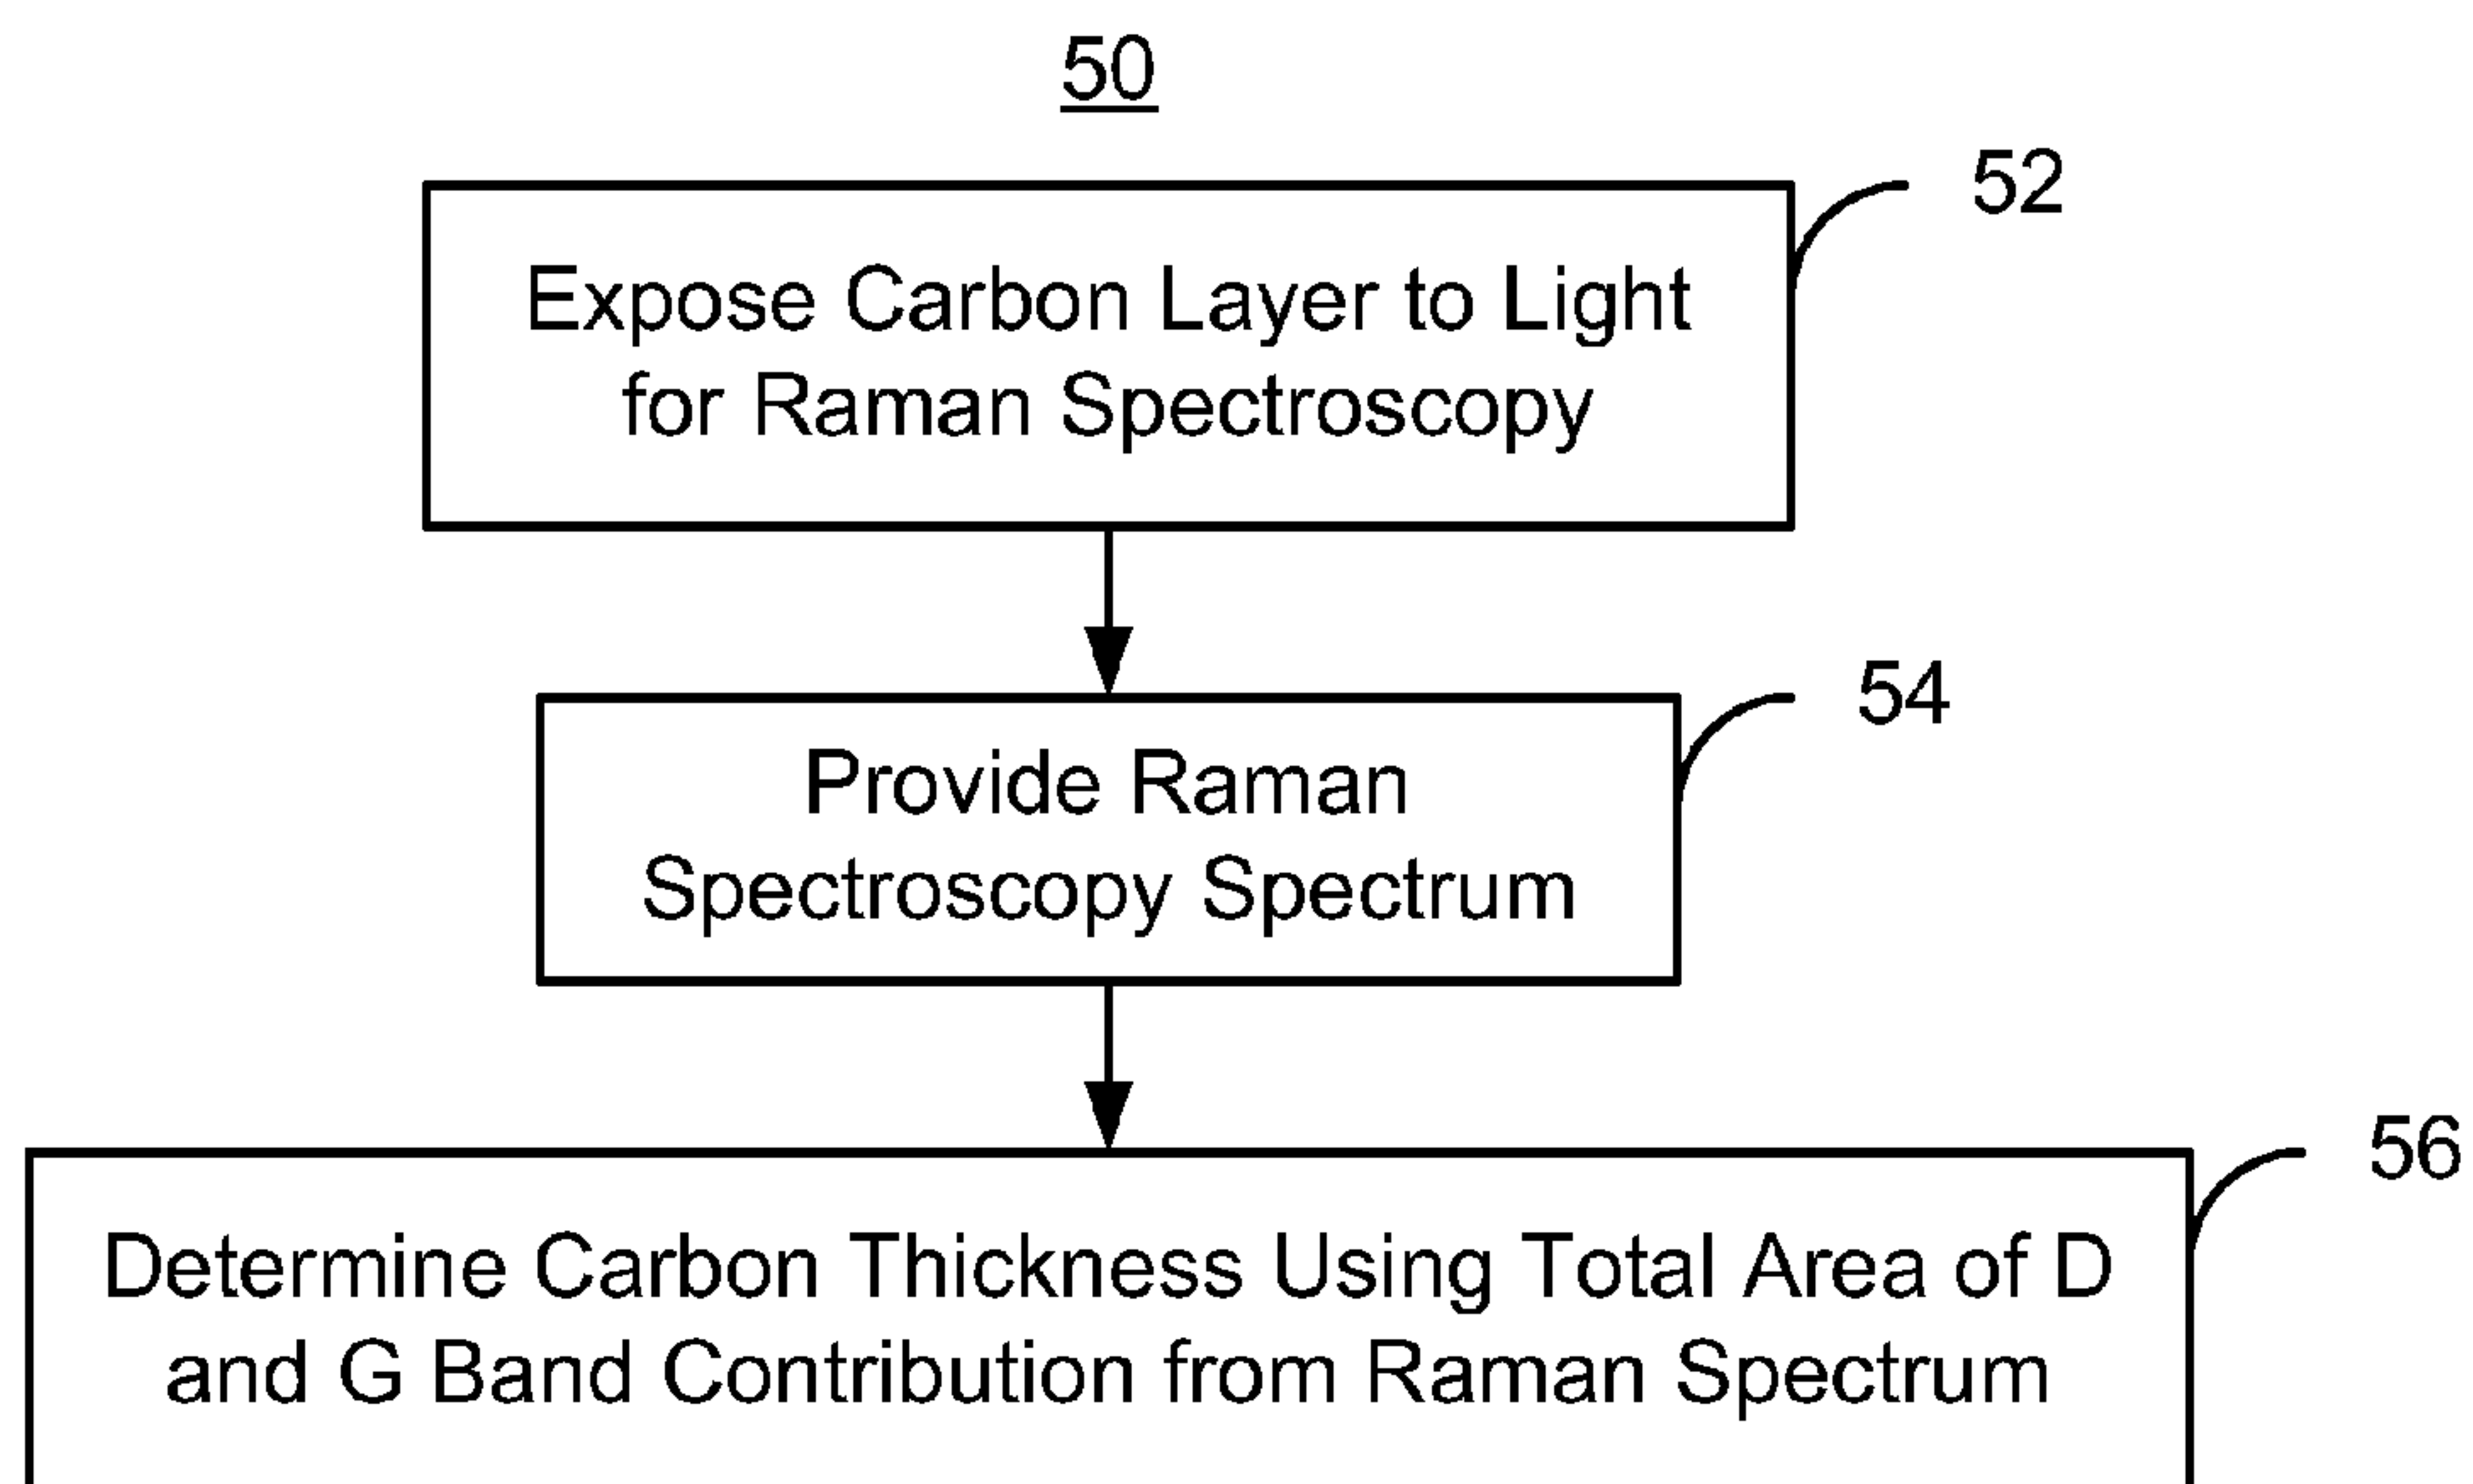 50
52
Expose Carbon Layer to Light
for Raman Spectroscopy
54
Provide Raman
Spectroscopy Spectrum
56
Determine Carbon Thickness Using Total Area of D
and G Band Contribution from Raman Spectrum